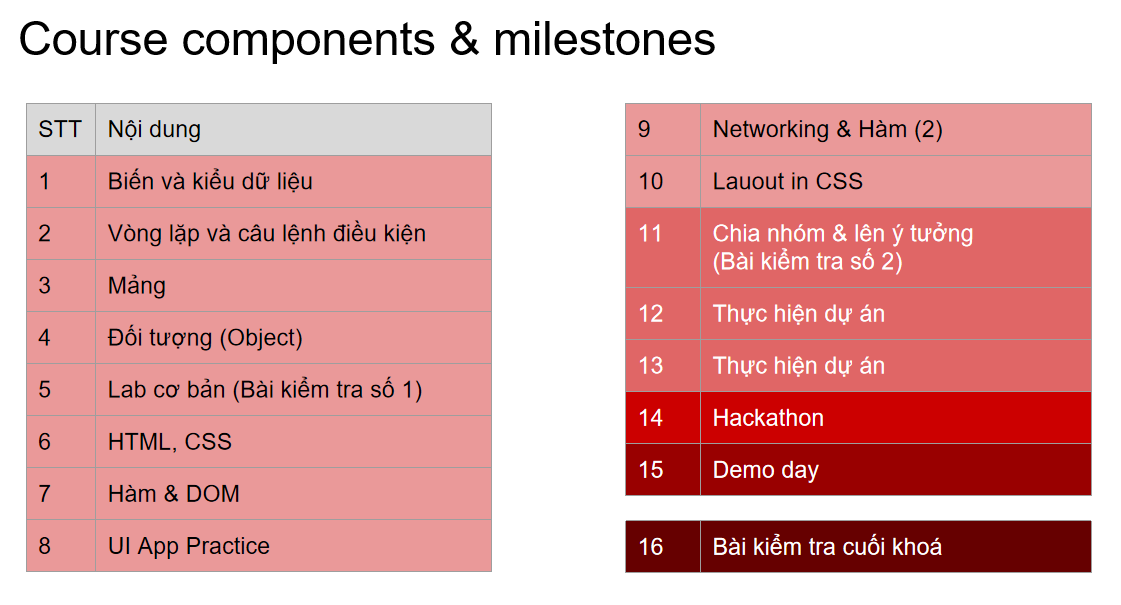 Course components & milestones
STT Nội dung
1 Biến và kiểu dữ liệu
2 Vòng lặp và câu lệnh điều kiện
3 Mảng
4 Đối tượng (Object)
5 Lab cơ bản (Bài kiểm tra số 1)
6 HTML, CSS
7 Hàm & DOM
8 UI App Practice
9 Networking & Hàm (2)
10 Lauout in CSS
11 Chia nhóm & lên ý tưởng
(Bài kiểm tra số 2)
12 Thực hiện dự án
13 Thực hiện dự án
14 Hackathon
15 Demo day
16 Bài kiểm tra cuối khoá